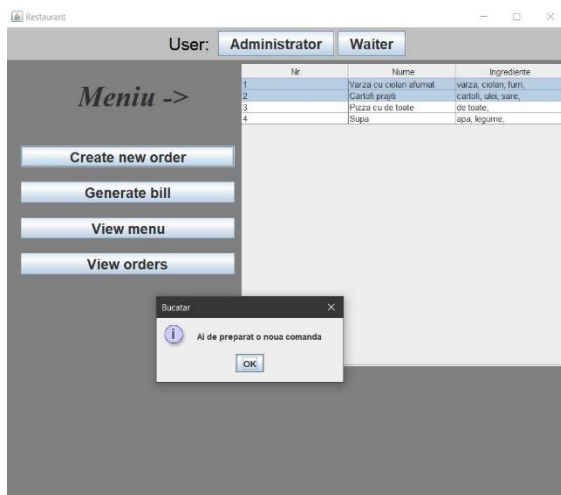 Restaurant
User: Administrator Waiter
Meniu ->
Nr. Nume Ingrediente
1 Varza cu ciolan afumat varza, ciolan, fum,
2 Cartofi prajiti cartofi, ulei, sare,
3 Pizza cu de toate de toate,
4 Supa apa, legume,
Create new order
Generate bill
View menu
View orders
Bucatar
i
Ai de preparat o noua comanda
OK